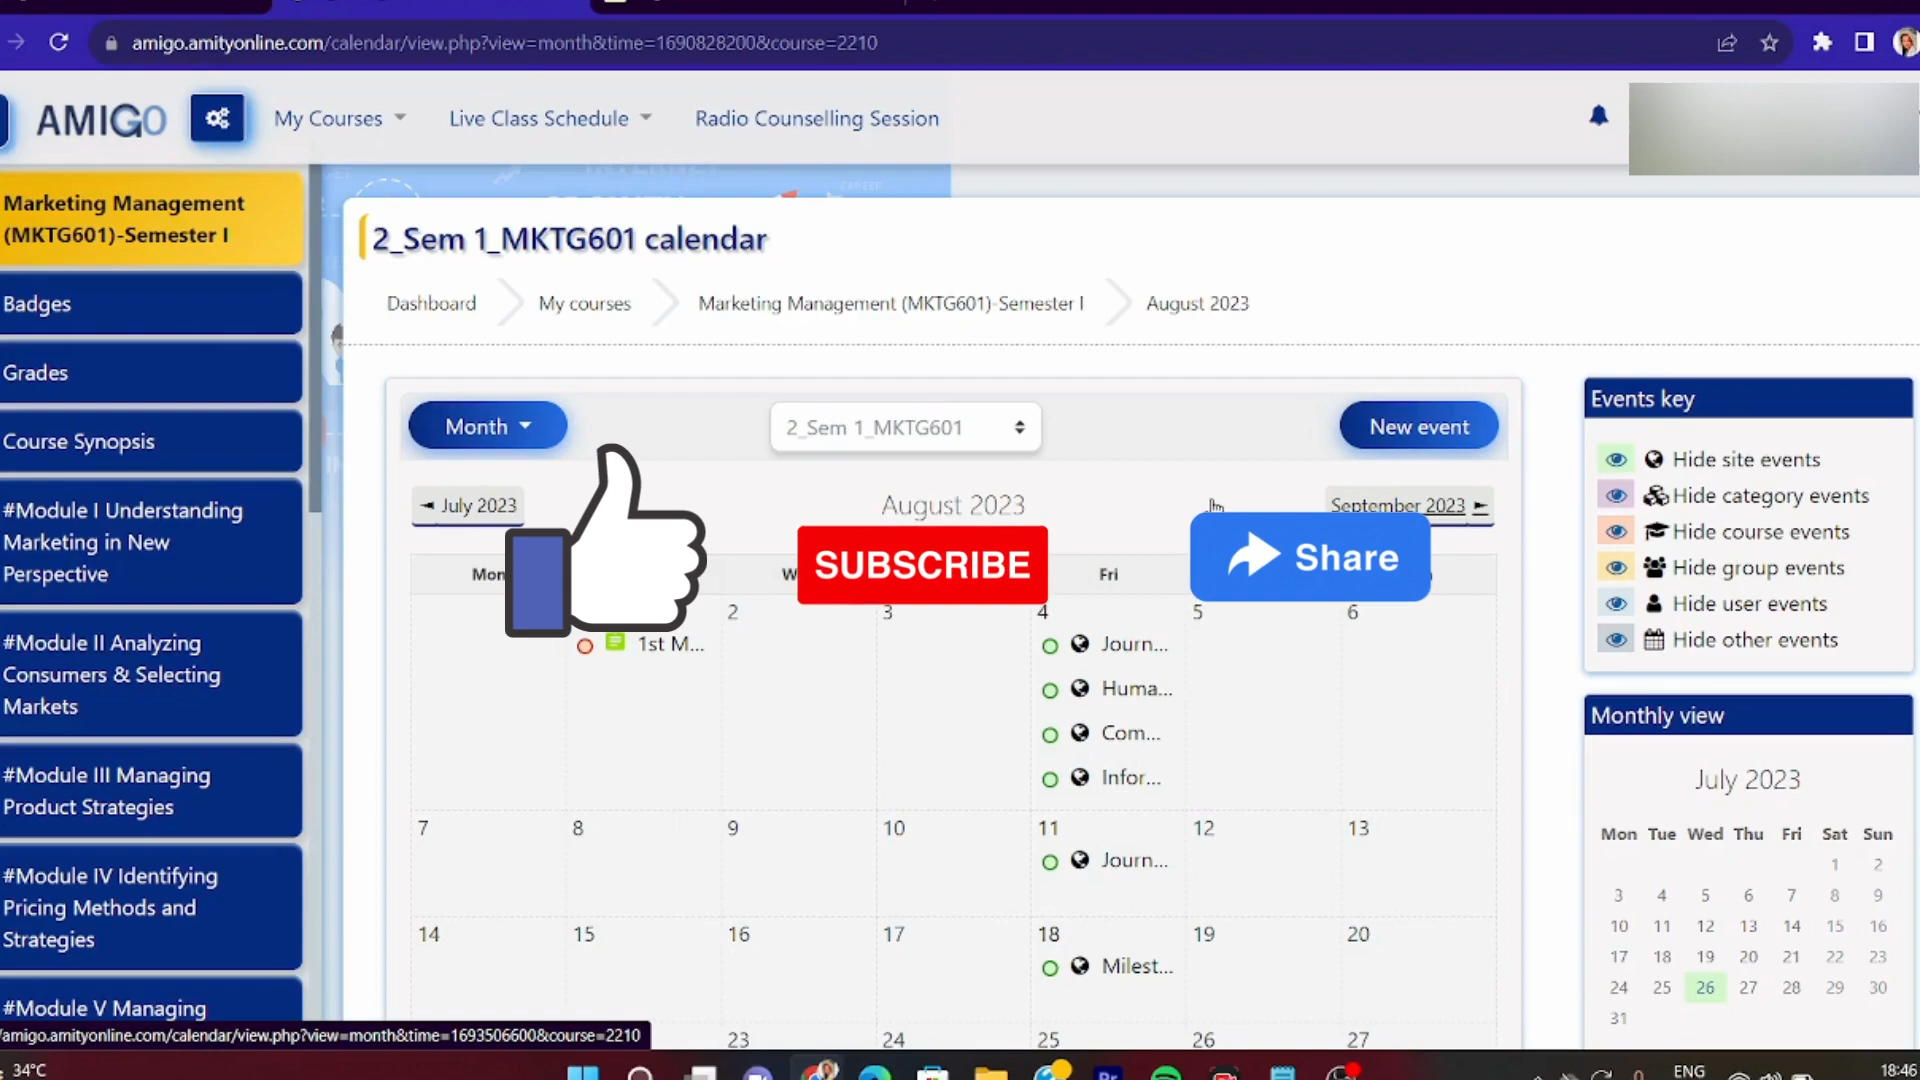 amigo.amityonline.com/calendar/view.php?view=month&time=1690828200&course=2210
AMIGO
My Courses
Live Class Schedule
Radio Counselling Session
Marketing Management
(MKTG601)-Semester I
Badges
Grades
Course Synopsis
#Module I Understanding
Marketing in New
Perspective
#Module II Analyzing
Consumers & Selecting
Markets
#Module III Managing
Product Strategies
#Module IV Identifying
Pricing Methods and
Strategies
#Module V Managing
2_Sem 1_MKTG601 calendar
Dashboard My courses Marketing Management (MKTG601)-Semester I August 2023
Month 2_Sem 1_MKTG601 New event
◄ July 2023 August 2023 September 2023 ►
SUBSCRIBE
Share
Mon Fri
2 3 4 5 6
1st M...
Journ...
Huma...
Com...
Infor...
7 8 9 10 11 12 13
Journ...
14 15 16 17 18 19 20
Milest...
23 24 25 26 27
Events key
Hide site events
Hide category events
Hide course events
Hide group events
Hide user events
Hide other events
Monthly view
July 2023
Mon Tue Wed Thu Fri Sat Sun
1 2
3 4 5 6 7 8 9
10 11 12 13 14 15 16
17 18 19 20 21 22 23
24 25 26 27 28 29 30
31
/amigo.amityonline.com/calendar/view.php?view=month&time=1693506600&course=2210
34°C
Pr
ENG
18:46